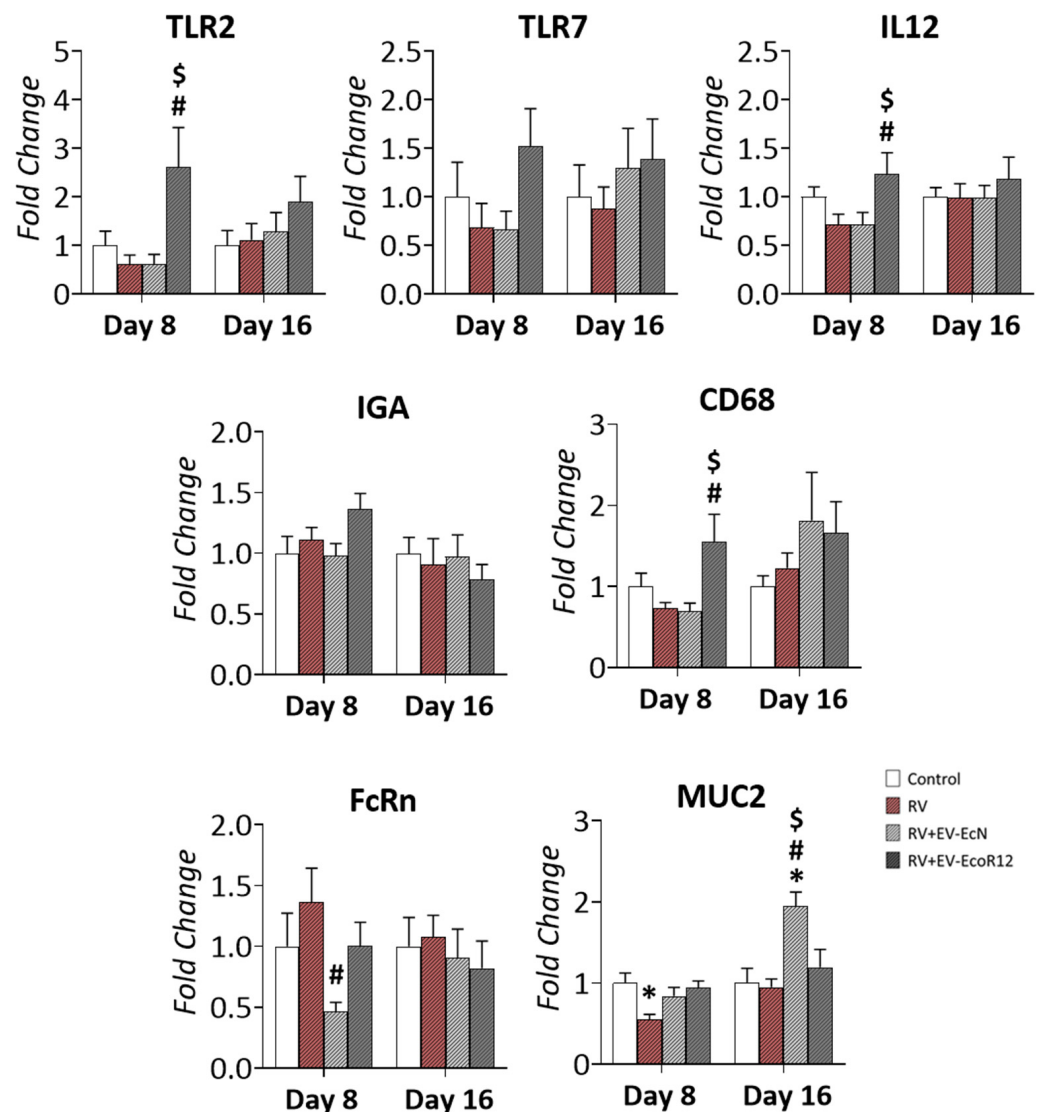 TLR2
Fold Change
5
4
3
2
1
0
$
#
Day 8
Day 16
TLR7
Fold Change
2.5
2.0
1.5
1.0
0.5
0.0
Day 8
Day 16
IL12
Fold Change
2.5
2.0
1.5
1.0
0.5
0.0
$
#
Day 8
Day 16
IGA
Fold Change
2.0
1.5
1.0
0.5
0.0
Day 8
Day 16
CD68
Fold Change
3
2
1
0
$
#
Day 8
Day 16
FcRn
Fold Change
2.0
1.5
1.0
0.5
0.0
#
Day 8
Day 16
MUC2
Fold Change
3
2
1
0
*
$
#
*
Day 8
Day 16
Control
RV
RV+EV-EcN
RV+EV-EcoR12